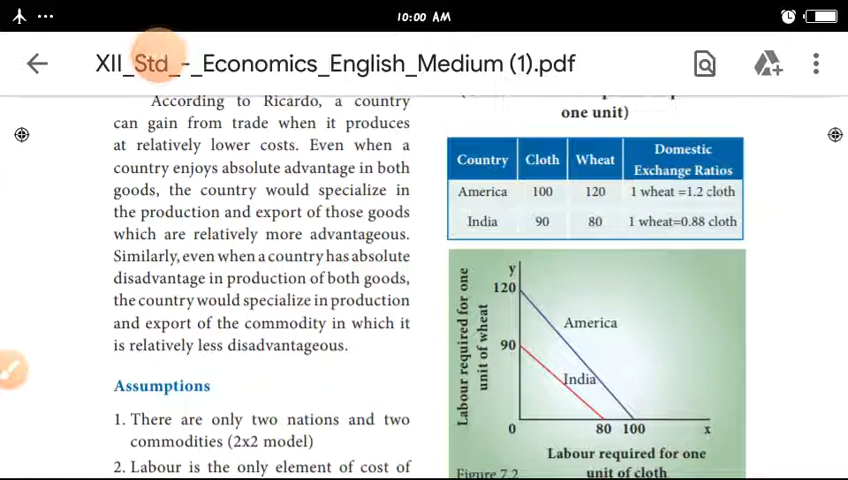 10:00 AM
XII_Std_-_Economics_English_Medium (1).pdf
According to Ricardo, a country
can gain from trade when it produces
at relatively lower costs. Even when a
country enjoys absolute advantage in both
goods, the country would specialize in
the production and export of those goods
which are relatively more advantageous.
Similarly, even when a country has absolute
disadvantage in production of both goods,
the country would specialize in production
and export of the commodity in which it
is relatively less disadvantageous.
Assumptions
1. There are only two nations and two
commodities (2x2 model)
2. Labour is the only element of cost of
one unit)
Country Cloth Wheat Domestic Exchange Ratios
America 100 120 1 wheat =1.2 cloth
India 90 80 1 wheat=0.88 cloth
Labour required for one
unit of wheat
y
120
America
90
India
0 80 100 x
Labour required for one
unit of cloth
Figure 7.2